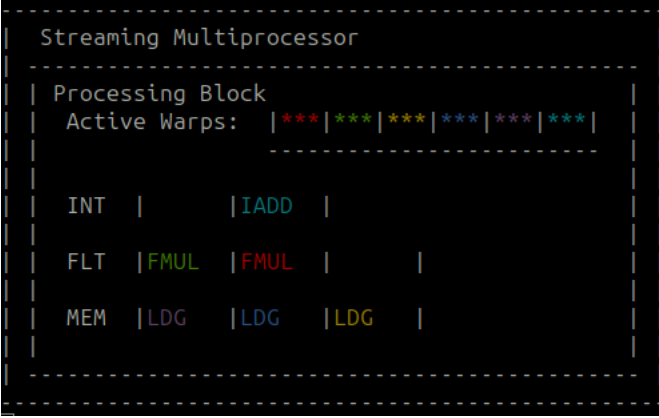 Streaming Multiprocessor
Processing Block
Active Warps: |***|***|***|***|***|***|
INT | |IADD |
FLT |FMUL |FMUL | |
MEM |LDG |LDG |LDG |